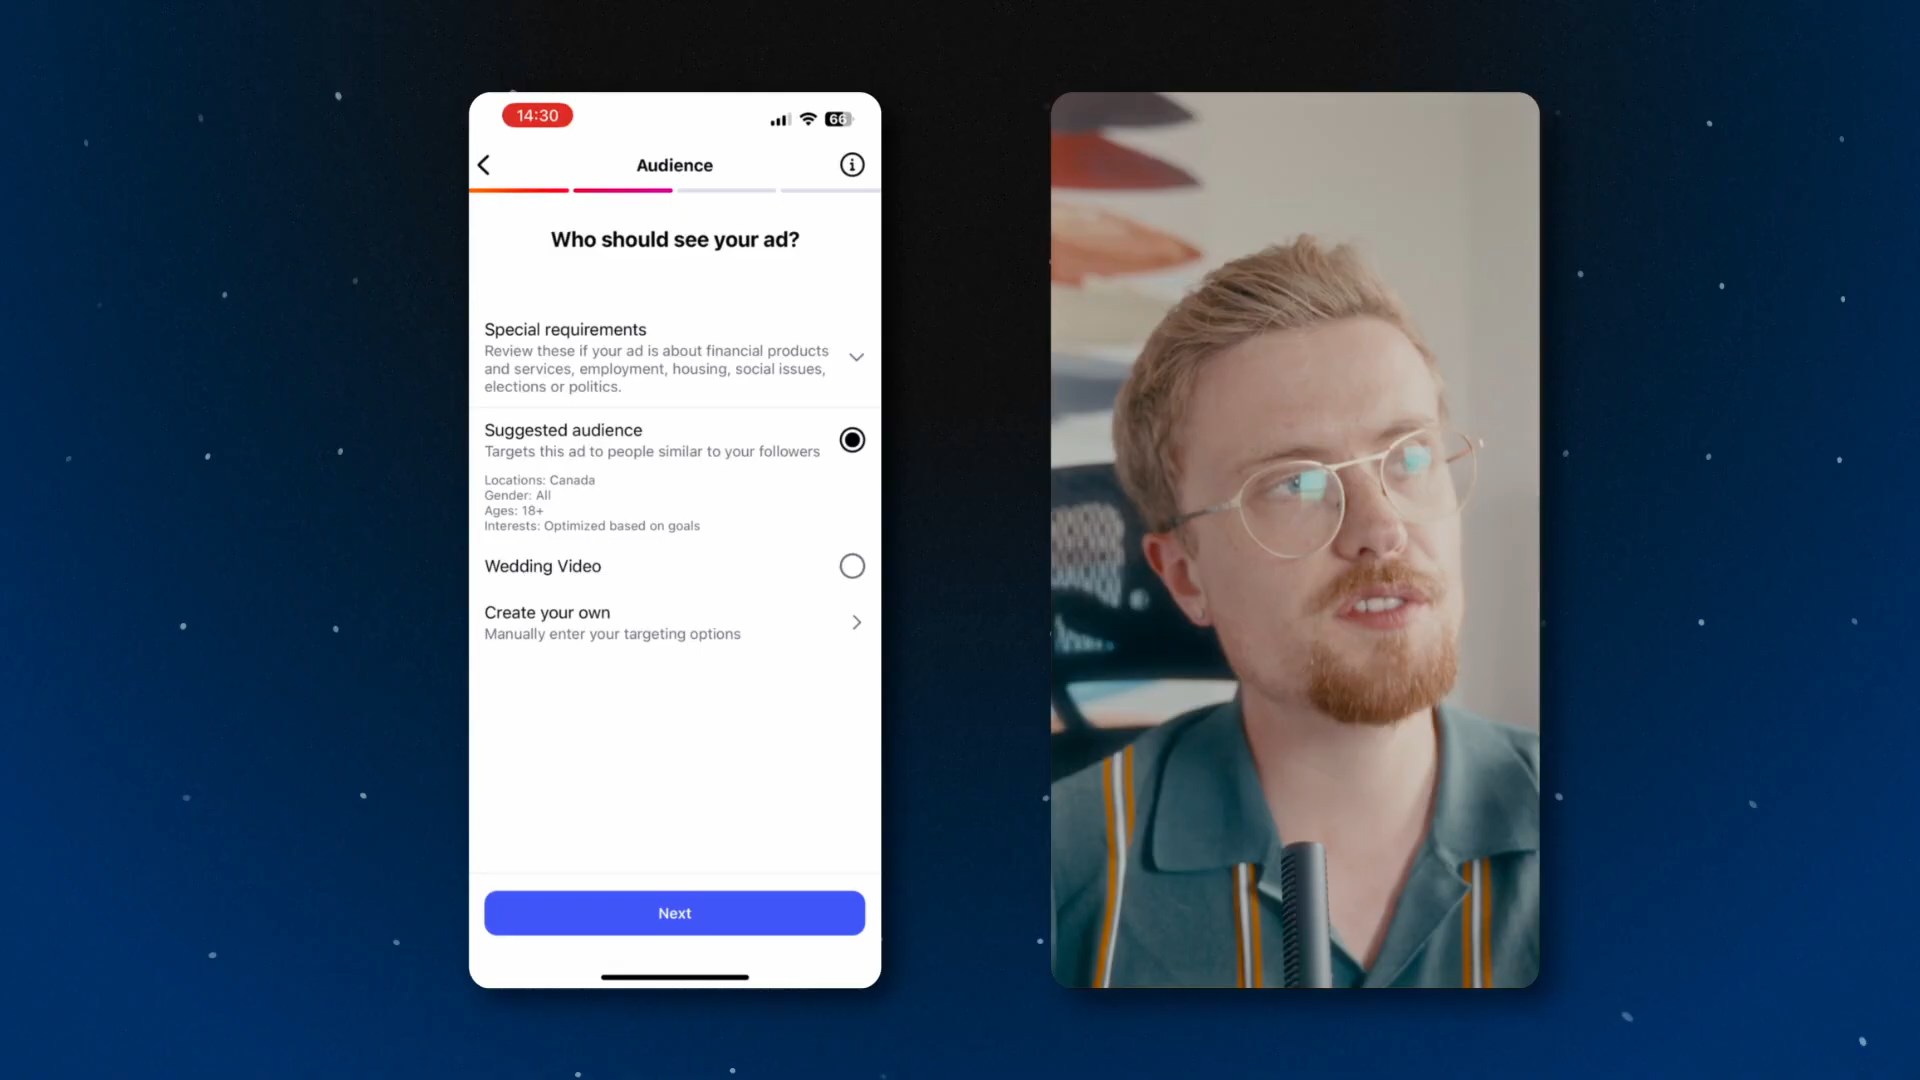 14:30
66
Audience
Who should see your ad?
Special requirements
Review these if your ad is about financial products
and services, employment, housing, social issues,
elections or politics.
Suggested audience
Targets this ad to people similar to your followers
Locations: Canada
Gender: All
Ages: 18+
Interests: Optimized based on goals
Wedding Video
Create your own
Manually enter your targeting options
Next